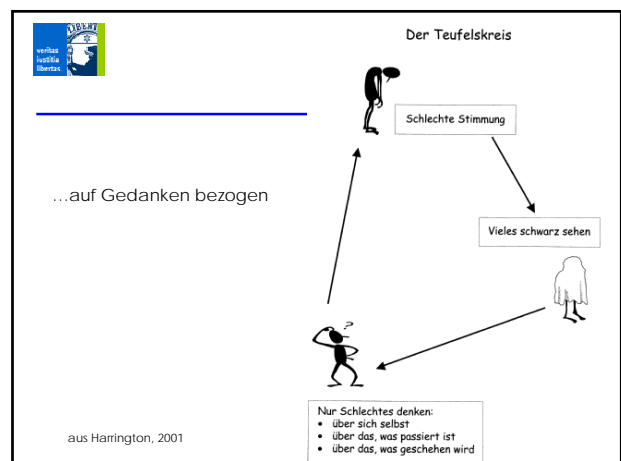 LIBERT
veritas
iustitia
libertas
Der Teufelskreis
Schlechte Stimmung
...auf Gedanken bezogen
Vieles schwarz sehen
?
Nur Schlechtes denken:
• über sich selbst
• über das, was passiert ist
• über das, was geschehen wird
aus Harrington, 2001